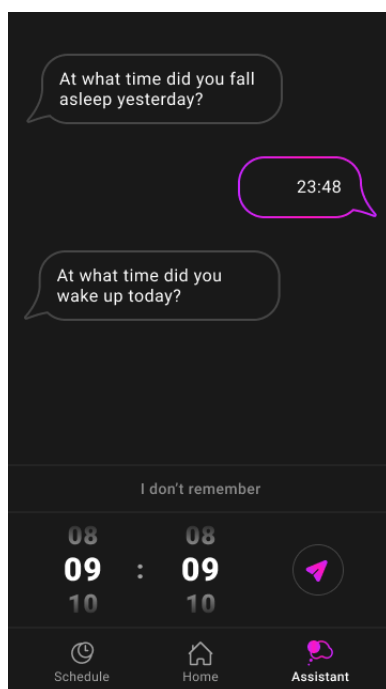 At what time did you fall
asleep yesterday?
23:48
At what time did you
wake up today?
I don't remember
08 08
09 : 09
10 10
Schedule Home Assistant